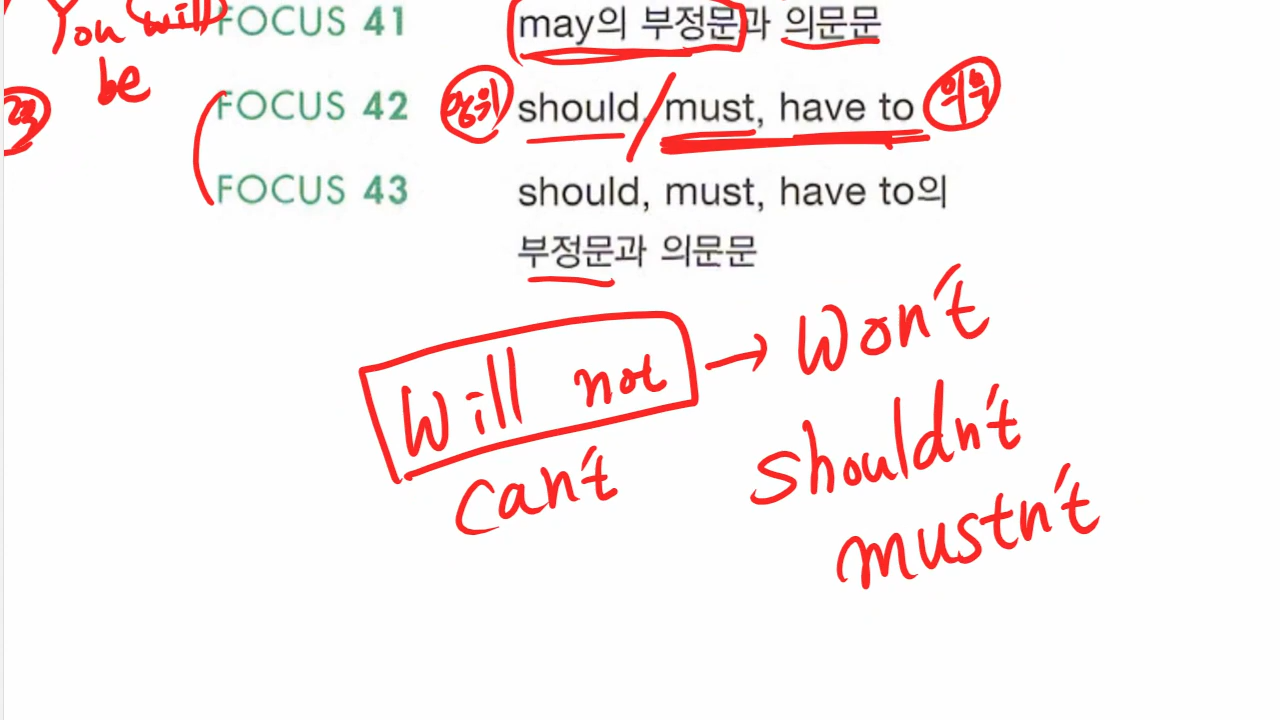 You will
be
FOCUS 41 may의 부정문과 의문문
FOCUS 42 당위 should, / must, have to 의무
FOCUS 43 should, must, have to의
부정문과 의문문
Will not → Won't
can't
shouldn't
mustn't